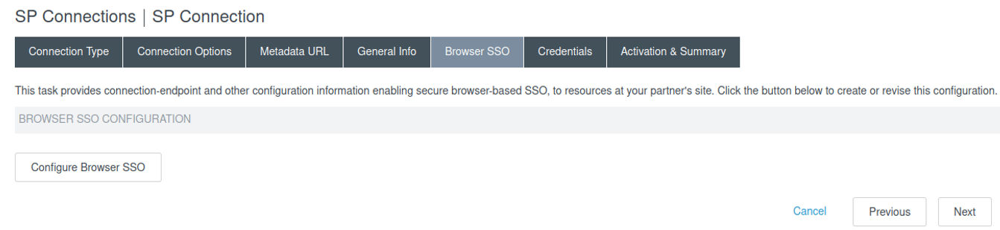 SP Connections | SP Connection
Connection Type Connection Options Metadata URL General Info Browser SSO Credentials Activation & Summary
This task provides connection-endpoint and other configuration information enabling secure browser-based SSO, to resources at your partner's site. Click the button below to create or revise this configuration.
BROWSER SSO CONFIGURATION
Configure Browser SSO
Cancel Previous Next